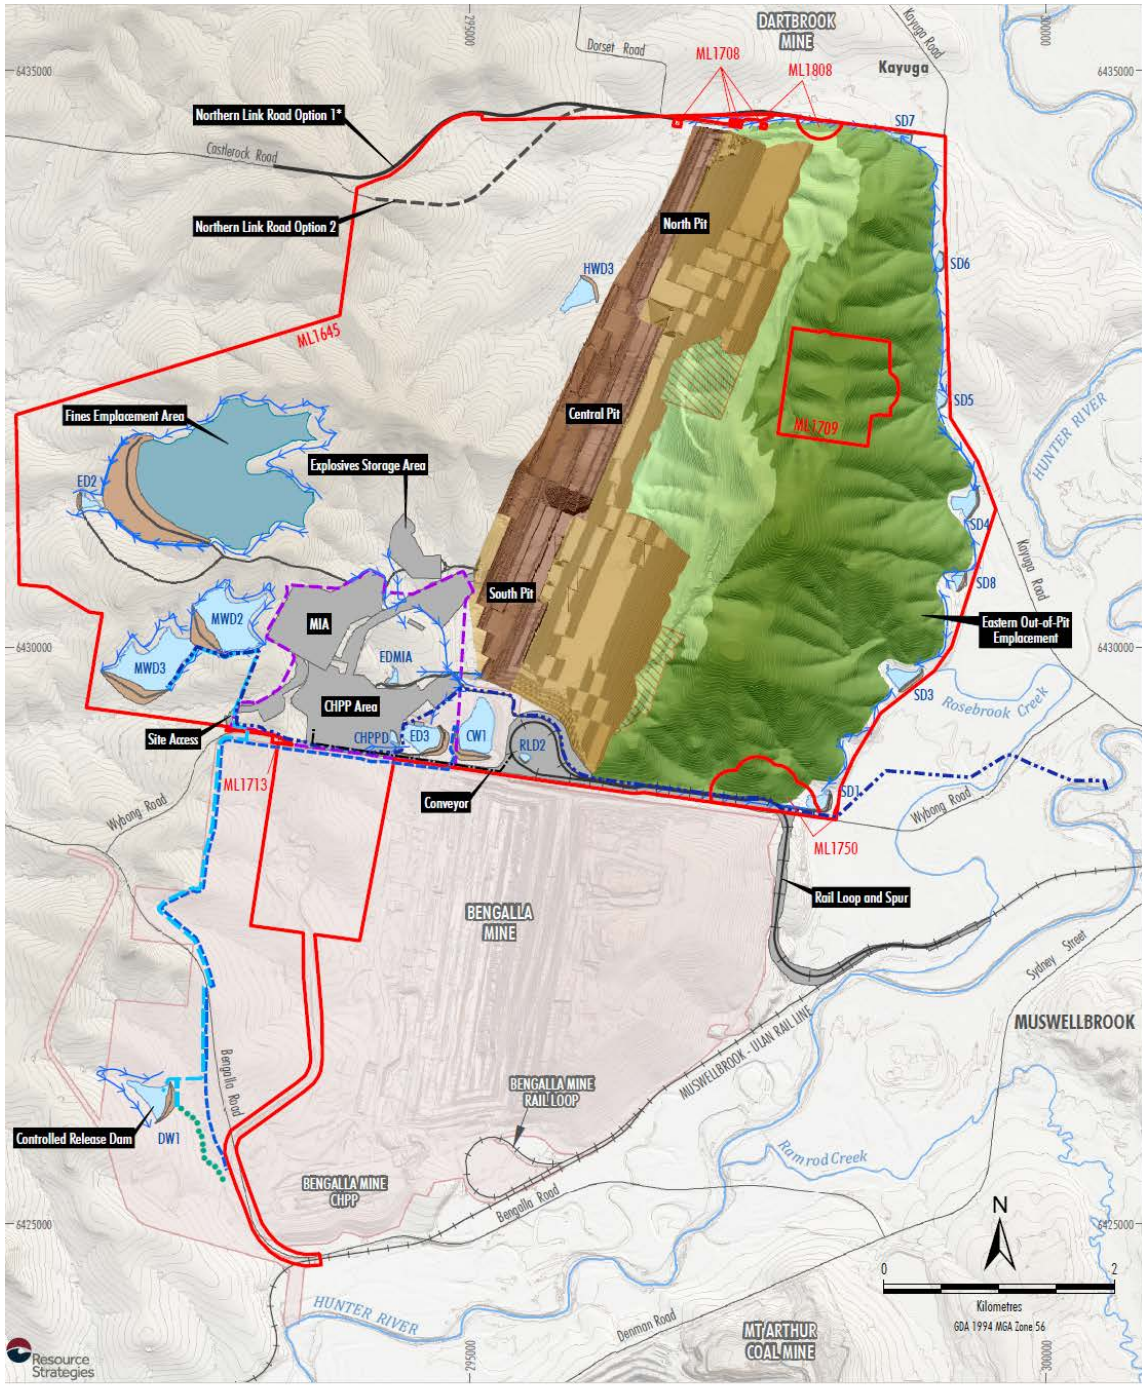 295000
300000
DARTBROOK
MINE
Kayuga Road
Dorset Road
ML1708
ML1808
Kayuga
6435000
6435000
Northern Link Road Option 1*
SD7
Castlerock Road
Northern Link Road Option 2
North Pit
HWD3
SD6
ML1645
SD5
HUNTER RIVER
Fines Emplacement Area
Central Pit
ML1709
Explosives Storage Area
ED2
SD4
Kayuga Road
SD8
South Pit
MWD2
MIA
Eastern Out-of-Pit
Emplacement
6430000
6430000
MWD3
EDMIA
SD3
Rosebrook Creek
CHPP Area
Site Access
CHPPD
ED3
CW1
RLD2
ML1713
Conveyor
SD1
Wybong Road
Wybong Road
ML1750
Rail Loop and Spur
BENGALLA
MINE
Sydney Street
MUSWELLBROOK
MUSWELLBROOK - ULAN RAIL LINE
Bengalla Road
BENGALLA MINE
RAIL LOOP
Controlled Release Dam
DW1
Ramrod Creek
BENGALLA MINE
CHPP
Bengalla Road
N
6425000
6425000
0
2
Kilometres
GDA 1994 MGA Zone 56
HUNTER RIVER
Denman Road
MT ARTHUR
COAL MINE
Resource
Strategies
295000
300000